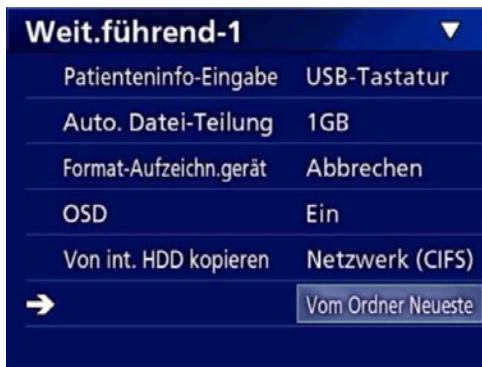 Weit.führend-1 ▼
Patienteninfo-Eingabe USB-Tastatur
Auto. Datei-Teilung 1GB
Format-Aufzeichn.gerät Abbrechen
OSD Ein
Von int. HDD kopieren Netzwerk (CIFS)
➔ Vom Ordner Neueste